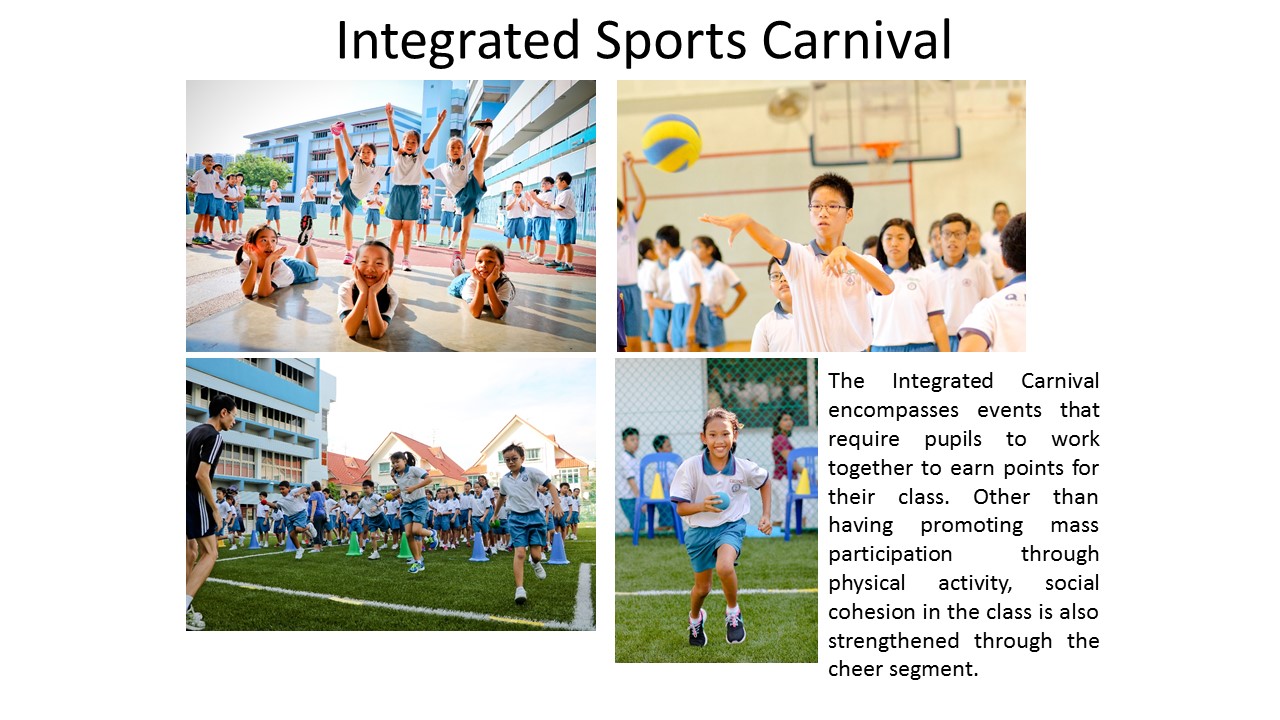 Integrated Sports Carnival
The Integrated Carnival
encompasses events that
require pupils to work
together to earn points for
their class. Other than
having promoting mass
participation through
physical activity, social
cohesion in the class is also
strengthened through the
cheer segment.